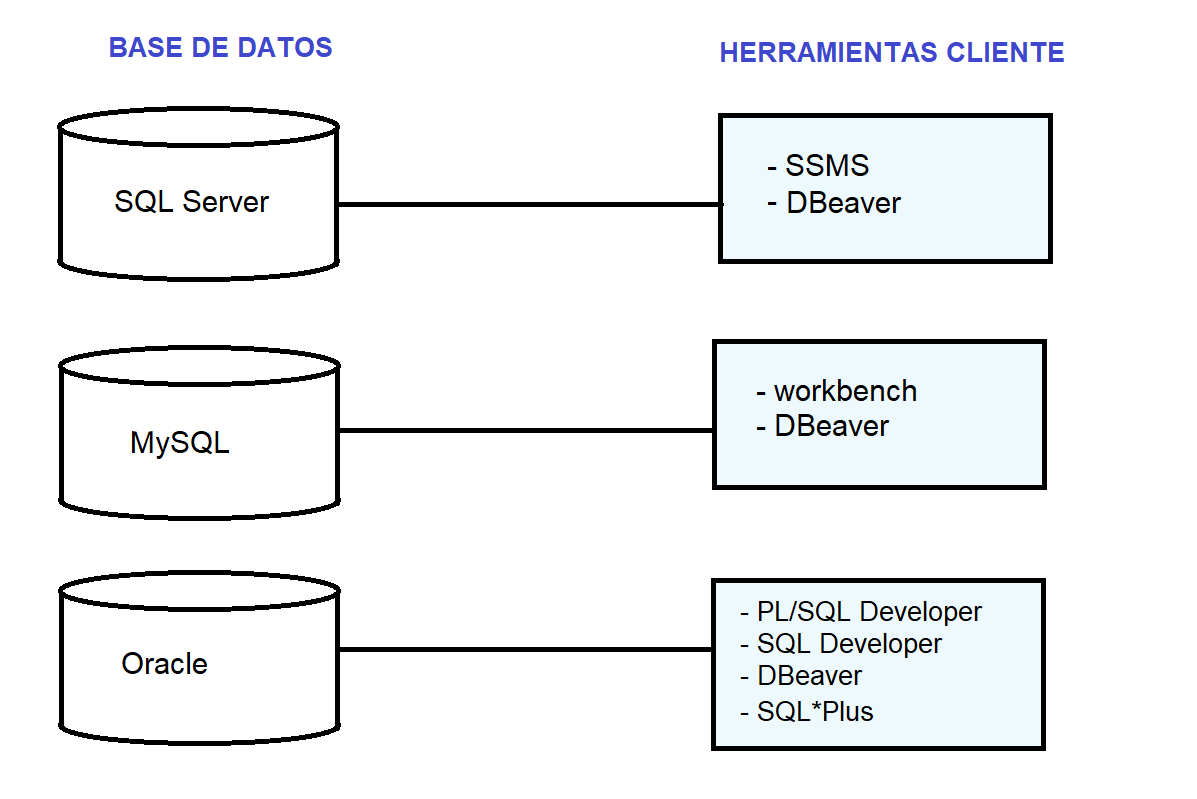 BASE DE DATOS
HERRAMIENTAS CLIENTE
SQL Server
- SSMS
- DBeaver
MySQL
- workbench
- DBeaver
Oracle
- PL/SQL Developer
- SQL Developer
- DBeaver
- SQL*Plus